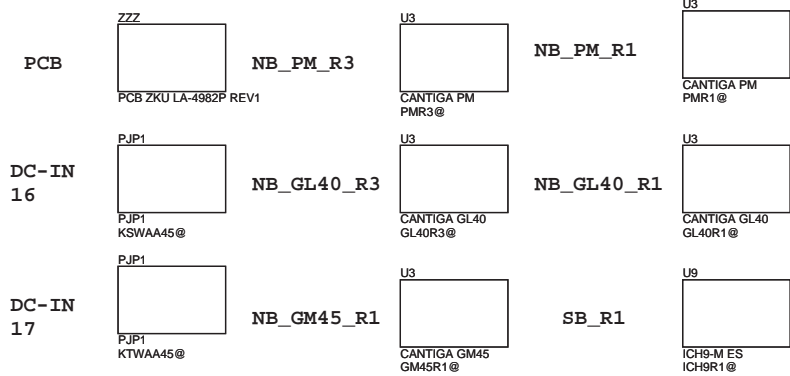 PCB
ZZZ
PCB ZKU LA-4982P REV1
NB_PM_R3
U3
CANTIGA PM
PMR3@
NB_PM_R1
U3
CANTIGA PM
PMR1@
DC-IN
16
PJP1
PJP1
KSWAA45@
NB_GL40_R3
U3
CANTIGA GL40
GL40R3@
NB_GL40_R1
U3
CANTIGA GL40
GL40R1@
DC-IN
17
PJP1
PJP1
KTWAA45@
NB_GM45_R1
U3
CANTIGA GM45
GM45R1@
SB_R1
U9
ICH9-M ES
ICH9R1@